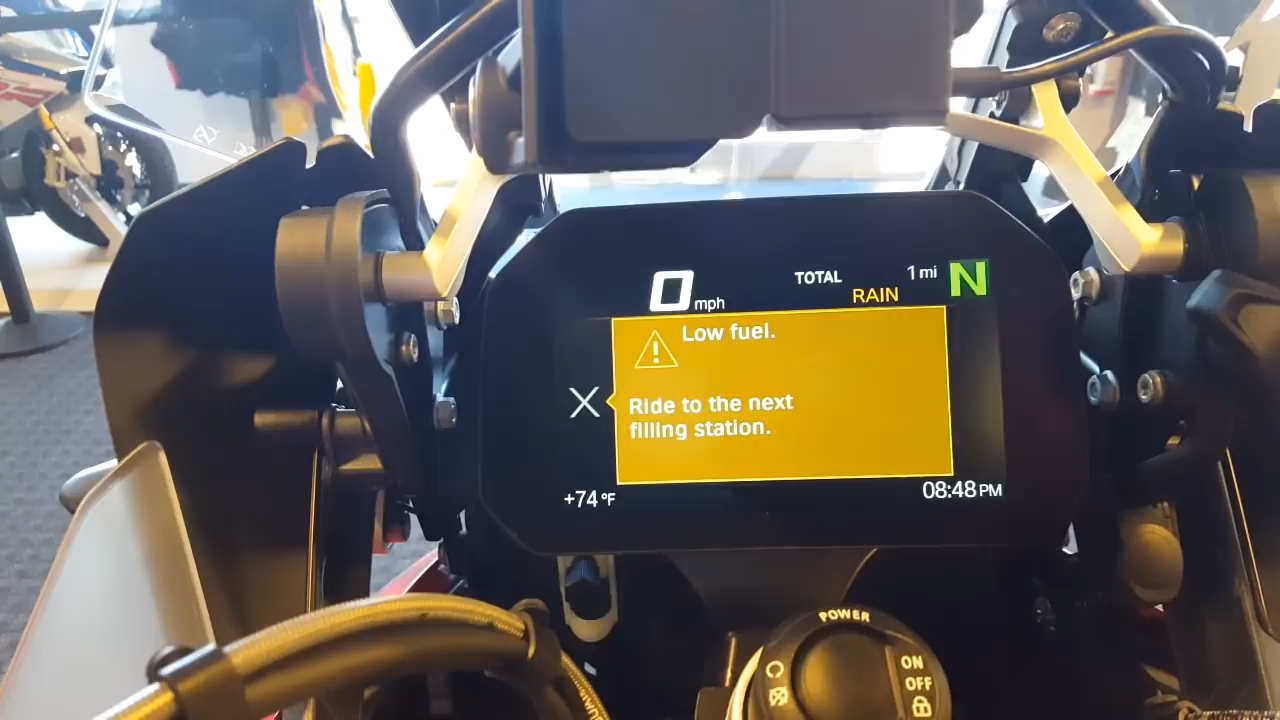 0 mph
TOTAL
1 mi
N
RAIN
Low fuel.
Ride to the next
filling station.
+74 °F
08:48 PM
POWER
ON
OFF